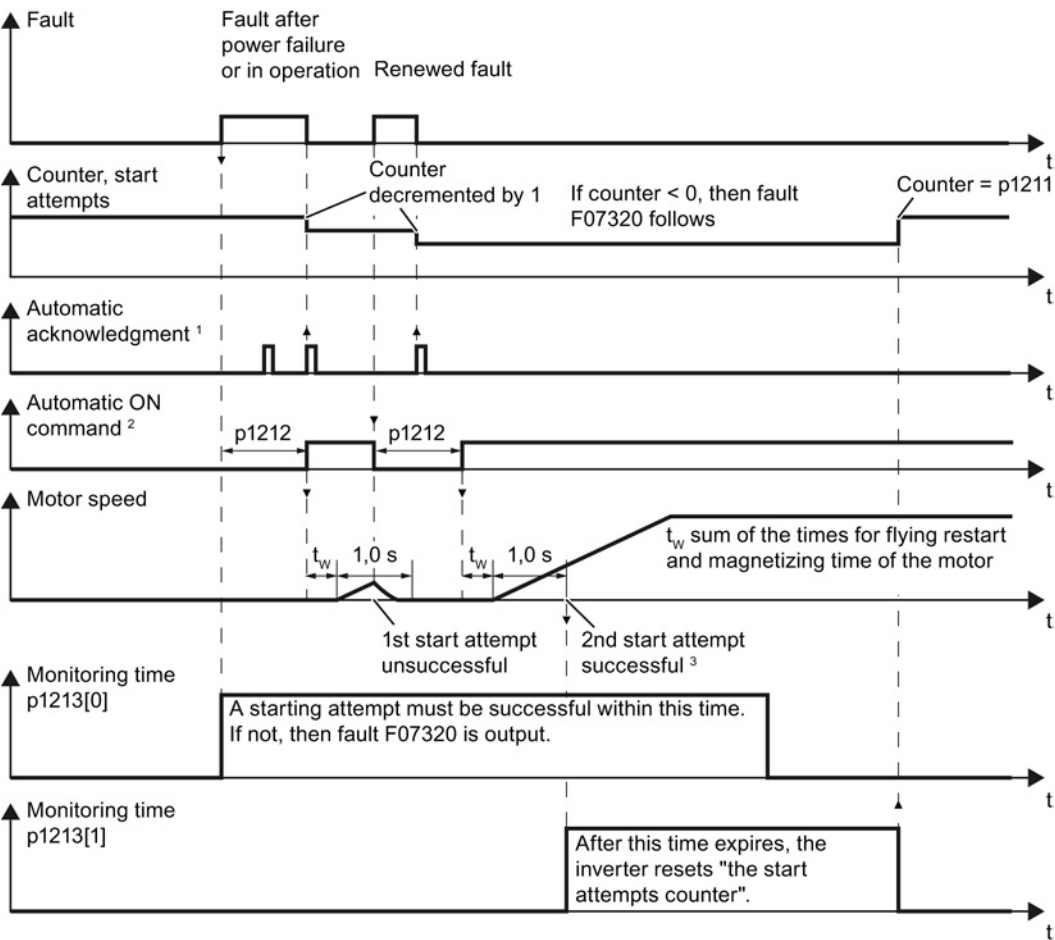 Fault
Fault after
power failure
or in operation
Renewed fault
t
Counter, start
attempts
Counter
decremented by 1
If counter < 0, then fault
F07320 follows
Counter = p1211
t
Automatic
acknowledgment ¹
t
Automatic ON
command ²
p1212
p1212
t
Motor speed
tw
1,0 s
tw
1,0 s
tw sum of the times for flying restart
and magnetizing time of the motor
t
1st start attempt
unsuccessful
2nd start attempt
successful ³
Monitoring time
p1213[0]
A starting attempt must be successful within this time.
If not, then fault F07320 is output.
t
Monitoring time
p1213[1]
After this time expires, the
inverter resets "the start
attempts counter".
t